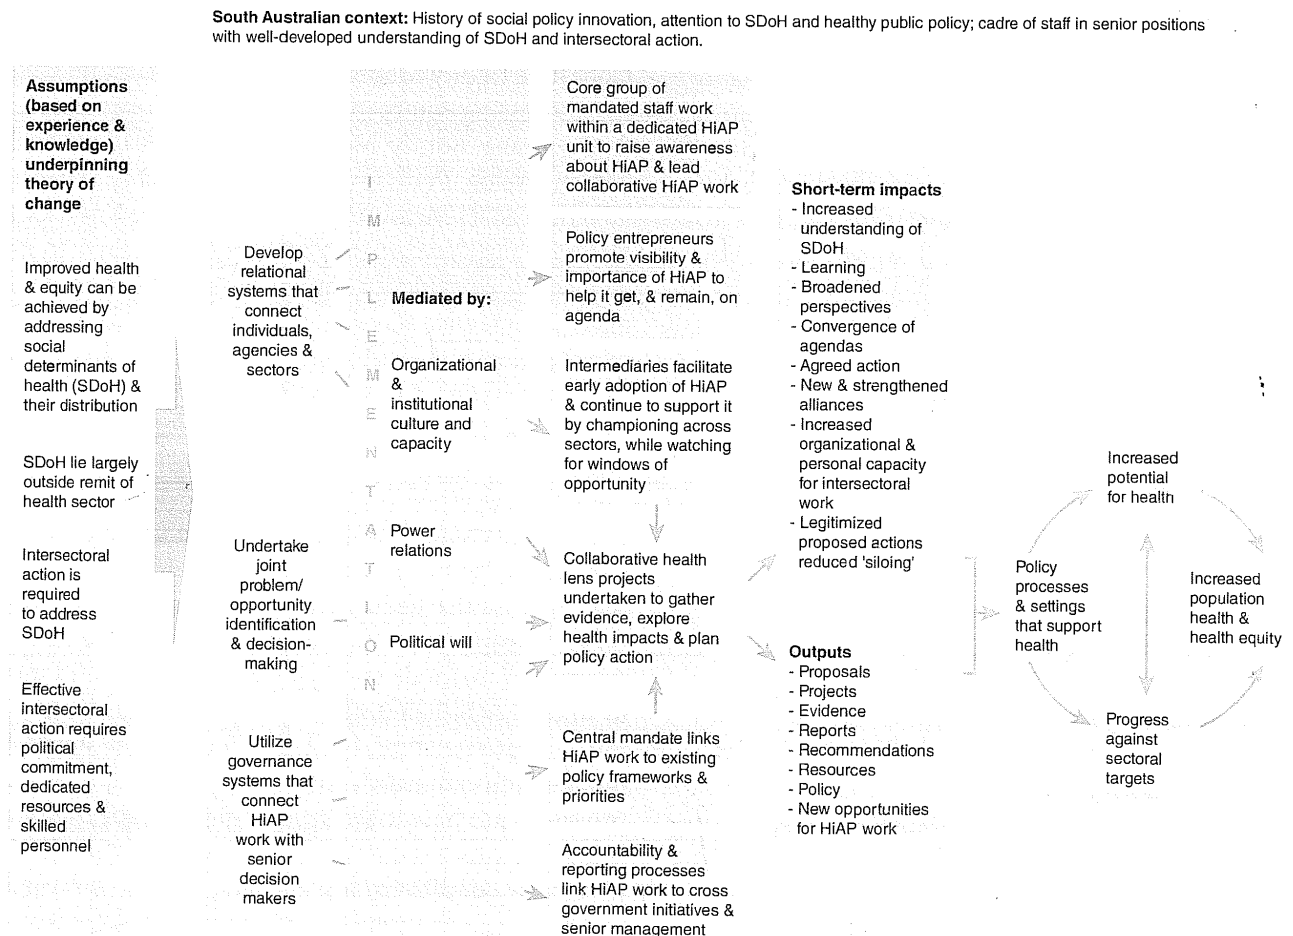 South Australian context: History of social policy innovation, attention to SDoH and healthy public policy; cadre of staff in senior positions
with well-developed understanding of SDoH and intersectoral action.
Assumptions
(based on
experience &
knowledge)
underpinning
theory of
change
Improved health
& equity can be
achieved by
addressing
social
determinants of
health (SDoH) &
their distribution
SDoH lie largely
outside remit of
health sector
Intersectoral
action is
required
to address
SDoH
Effective
intersectoral
action requires
political
commitment,
dedicated
resources &
skilled
personnel
Develop
relational
systems that
connect
individuals,
agencies &
sectors
Undertake
joint
problem/
opportunity
identification
& decision-
making
Utilize
governance
systems that
connect
HiAP
work with
senior
decision
makers
I
M
P
L
E
M
E
N
T
A
T
I
O
N
Mediated by:
Organizational
&
institutional
culture and
capacity
Power
relations
Political will
Core group of
mandated staff work
within a dedicated HiAP
unit to raise awareness
about HiAP & lead
collaborative HiAP work
Policy entrepreneurs
promote visibility &
importance of HiAP to
help it get, & remain, on
agenda
Intermediaries facilitate
early adoption of HiAP
& continue to support it
by championing across
sectors, while watching
for windows of
opportunity
Collaborative health
lens projects
undertaken to gather
evidence, explore
health impacts & plan
policy action
Central mandate links
HiAP work to existing
policy frameworks &
priorities
Accountability &
reporting processes
link HiAP work to cross
government initiatives &
senior management
Short-term impacts
- Increased
understanding of
SDoH
- Learning
- Broadened
perspectives
- Convergence of
agendas
- Agreed action
- New & strengthened
alliances
- Increased
organizational &
personal capacity
for intersectoral
work
- Legitimized
proposed actions
reduced 'siloing'
Outputs
- Proposals
- Projects
- Evidence
- Reports
- Recommendations
- Resources
- Policy
- New opportunities
for HiAP work
Policy
processes
& settings
that support
health
Increased
potential
for health
Increased
population
health &
health equity
Progress
against
sectoral
targets